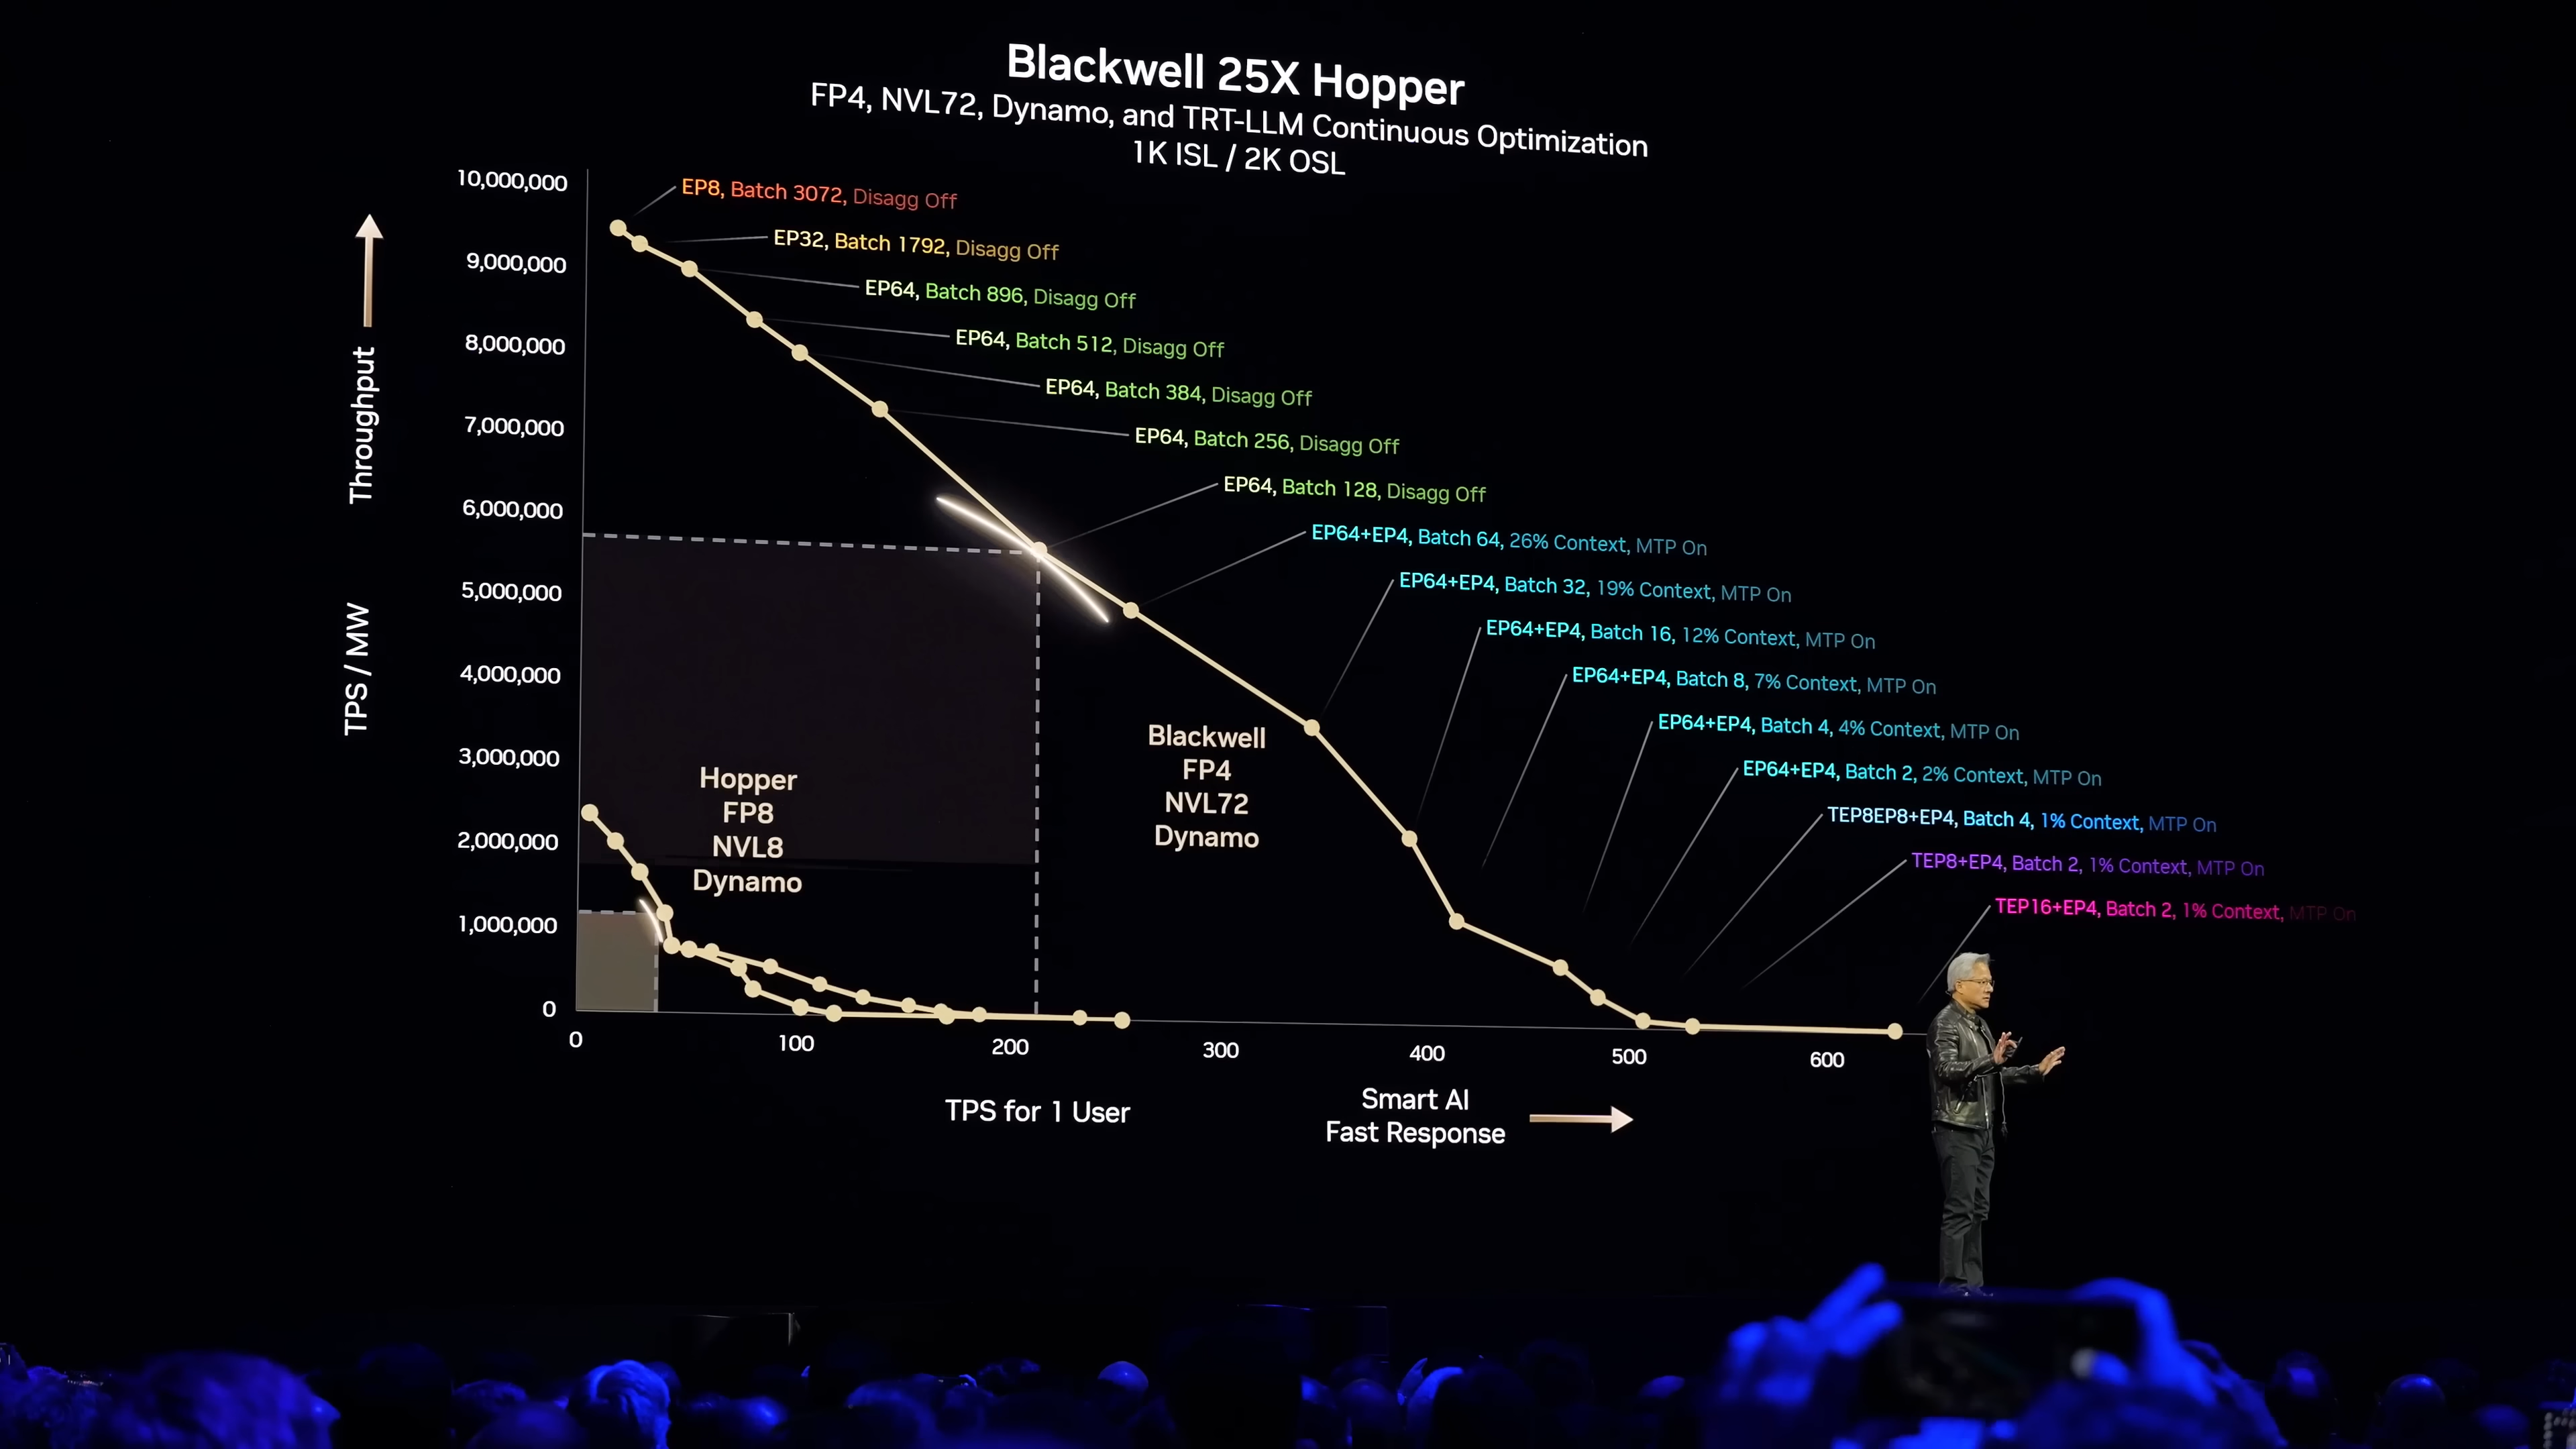 Blackwell 25X Hopper
FP4, NVL72, Dynamo, and TRT-LLM Continuous Optimization
1K ISL / 2K OSL
Throughput
TPS / MW
10,000,000
9,000,000
8,000,000
7,000,000
6,000,000
5,000,000
4,000,000
3,000,000
2,000,000
1,000,000
0
EP8, Batch 3072, Disagg Off
EP32, Batch 1792, Disagg Off
EP64, Batch 896, Disagg Off
EP64, Batch 512, Disagg Off
EP64, Batch 384, Disagg Off
EP64, Batch 256, Disagg Off
EP64, Batch 128, Disagg Off
EP64+EP4, Batch 64, 26% Context, MTP On
EP64+EP4, Batch 32, 19% Context, MTP On
EP64+EP4, Batch 16, 12% Context, MTP On
EP64+EP4, Batch 8, 7% Context, MTP On
EP64+EP4, Batch 4, 4% Context, MTP On
EP64+EP4, Batch 2, 2% Context, MTP On
TEP8EP8+EP4, Batch 4, 1% Context, MTP On
TEP8+EP4, Batch 2, 1% Context, MTP On
TEP16+EP4, Batch 2, 1% Context, MTP On
Hopper
FP8
NVL8
Dynamo
Blackwell
FP4
NVL72
Dynamo
0
100
200
300
400
500
600
TPS for 1 User
Smart AI
Fast Response